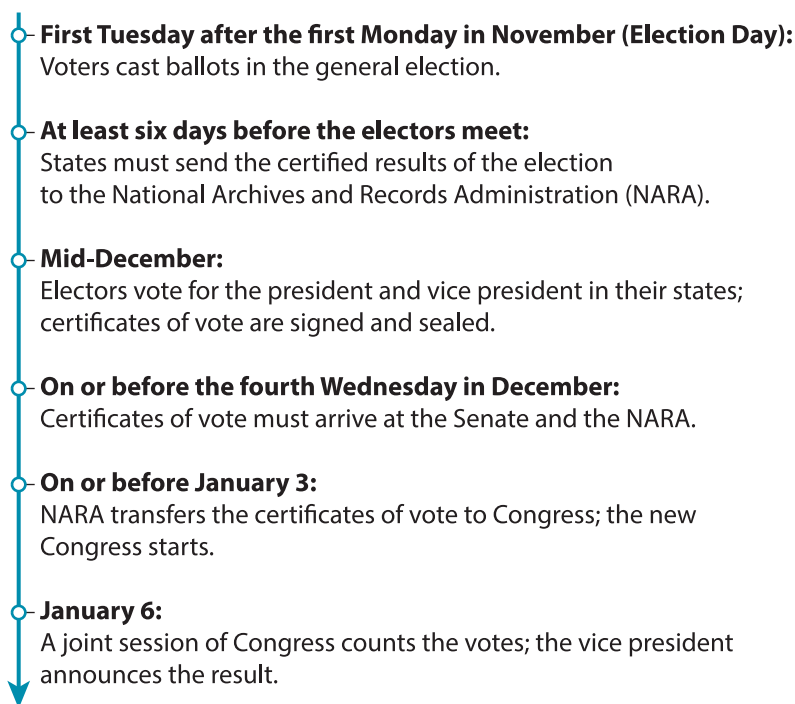 First Tuesday after the first Monday in November (Election Day):
Voters cast ballots in the general election.
At least six days before the electors meet:
States must send the certified results of the election
to the National Archives and Records Administration (NARA).
Mid-December:
Electors vote for the president and vice president in their states;
certificates of vote are signed and sealed.
On or before the fourth Wednesday in December:
Certificates of vote must arrive at the Senate and the NARA.
On or before January 3:
NARA transfers the certificates of vote to Congress; the new
Congress starts.
January 6:
A joint session of Congress counts the votes; the vice president
announces the result.